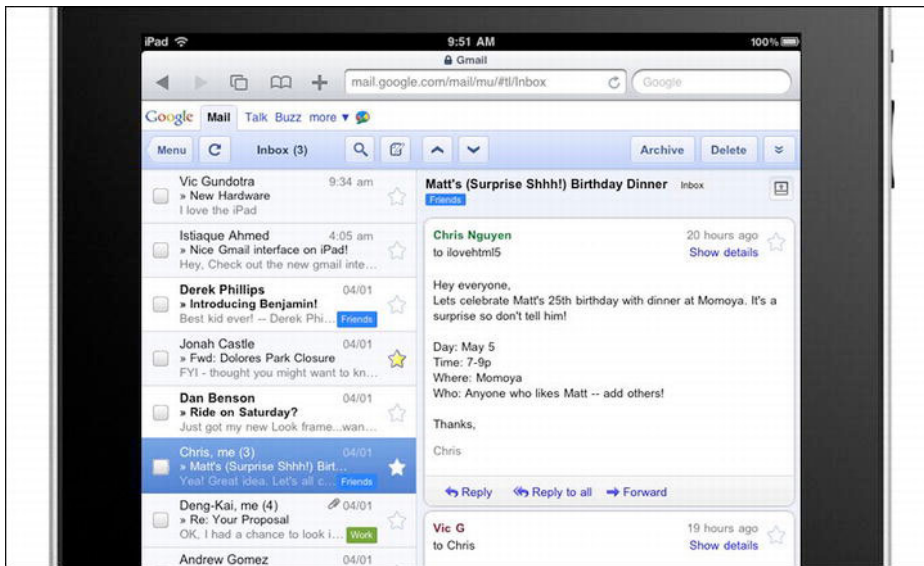 iPad 9:51 AM 100%
Gmail
mail.google.com/mail/mu/#tl/Inbox Google
Google Mail Talk Buzz more ▼
Menu Inbox (3) Archive Delete
Vic Gundotra 9:34 am
» New Hardware
I love the iPad
Istiaque Ahmed 4:05 am
» Nice Gmail interface on iPad!
Hey, Check out the new gmail inte...
Derek Phillips 04/01
» Introducing Benjamin!
Best kid ever! -- Derek Phi... Friends
Jonah Castle 04/01
» Fwd: Dolores Park Closure
FYI - thought you might want to kn...
Dan Benson 04/01
» Ride on Saturday?
Just got my new Look frame...wan...
Chris, me (3) 04/01
» Matt's (Surprise Shhh!) Birt...
Yea! Great idea. Let's all c... Friends
Deng-Kai, me (4) 04/01
» Re: Your Proposal
OK, I had a chance to look i... Work
Andrew Gomez 04/01
Matt's (Surprise Shhh!) Birthday Dinner Inbox
Friends
Chris Nguyen 20 hours ago
to ilovehtml5 Show details
Hey everyone,
Lets celebrate Matt's 25th birthday with dinner at Momoya. It's a
surprise so don't tell him!
Day: May 5
Time: 7-9p
Where: Momoya
Who: Anyone who likes Matt -- add others!
Thanks,
Chris
Reply Reply to all Forward
Vic G 19 hours ago
to Chris Show details